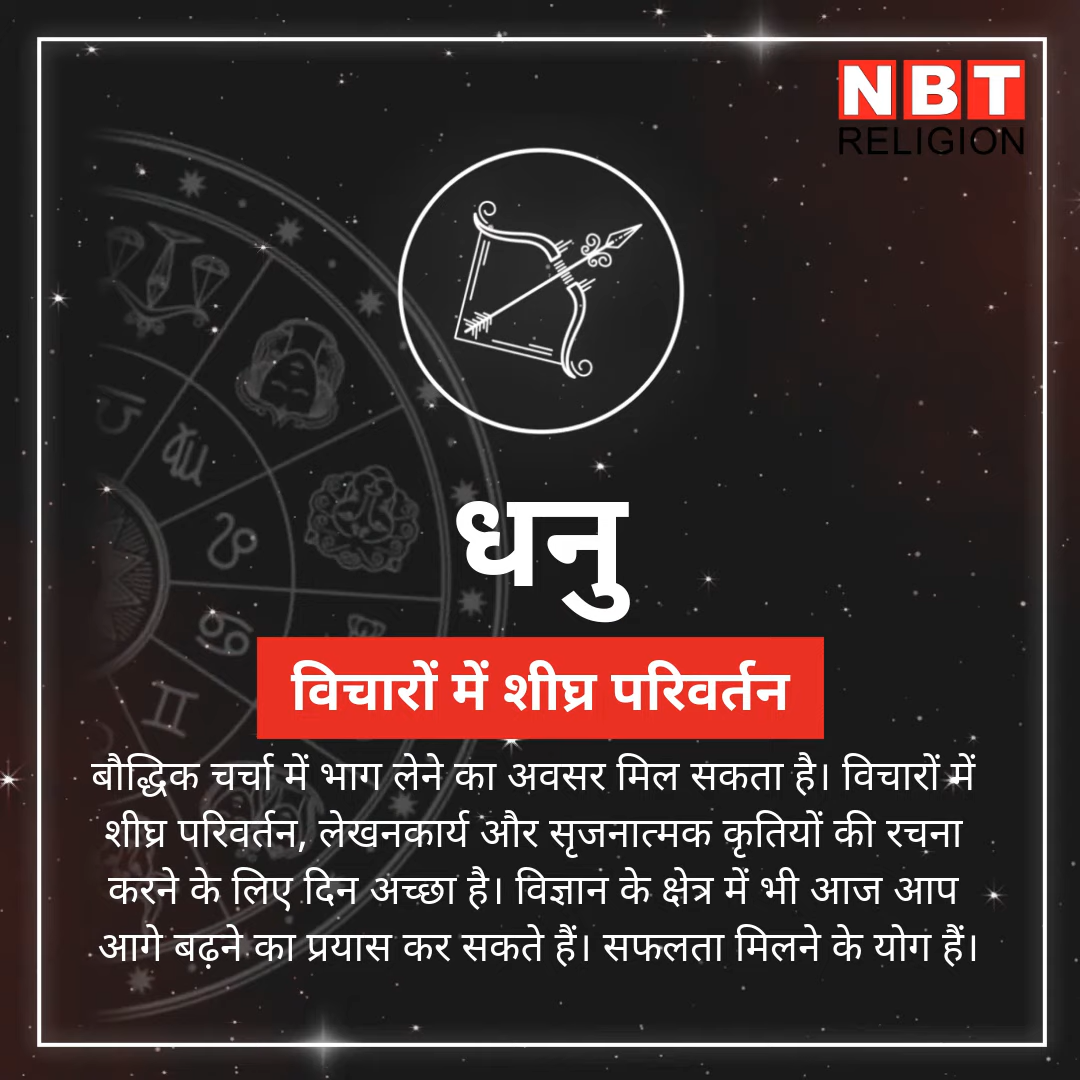 NBT
RELIGION
धनु
विचारों में शीघ्र परिवर्तन
बौद्धिक चर्चा में भाग लेने का अवसर मिल सकता है। विचारों में
शीघ्र परिवर्तन, लेखनकार्य और सृजनात्मक कृतियों की रचना
करने के लिए दिन अच्छा है। विज्ञान के क्षेत्र में भी आज आप
आगे बढ़ने का प्रयास कर सकते हैं। सफलता मिलने के योग हैं।